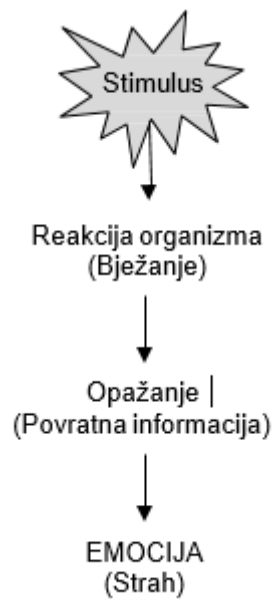 Stimulus
Reakcija organizma
(Bježanje)
Opažanje
(Povratna informacija)
EMOCIJA
(Strah)